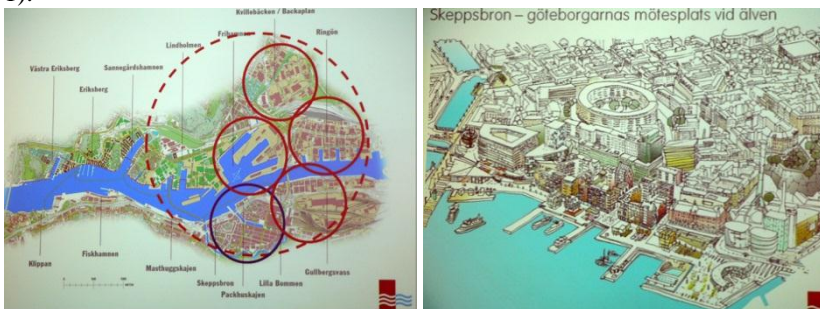 Kvillebäcken / Backaplan
Frihamnen
Ringön
Lindholmen
Sannegårdshamnen
Västra Eriksberg
Eriksberg
Klippan
Fiskhamnen
Masthuggskajen
Skeppsbron
Packhuskajen
Lilla Bommen
Gullbergsvass
Skeppsbron – göteborgarnas mötesplats vid älven